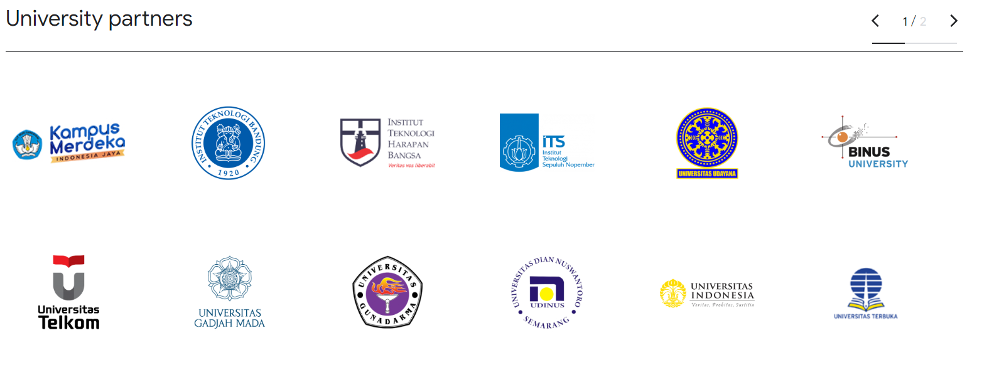 University partners
1 / 2
Kampus
Merdeka
INDONESIA JAYA
INSTITUT TEKNOLOGI BANDUNG
1920
INSTITUT
TEKNOLOGI
HARAPAN
BANGSA
Veritas vos liberabit
iTS
Institut
Teknologi
Sepuluh Nopember
UNIVERSITAS UDAYANA
BINUS
UNIVERSITY
Universitas
Telkom
UNIVERSITAS
GADJAH MADA
UNIVERSITAS
GUNADARMA
UNIVERSITAS DIAN NUSWANTORO
UDINUS
SEMARANG
UNIVERSITAS
INDONESIA
Veritas, Probitas, Iustitia
UNIVERSITAS TERBUKA